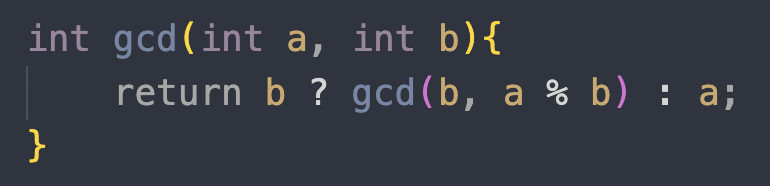 int gcd(int a, int b){
    return b ? gcd(b, a % b) : a;
}